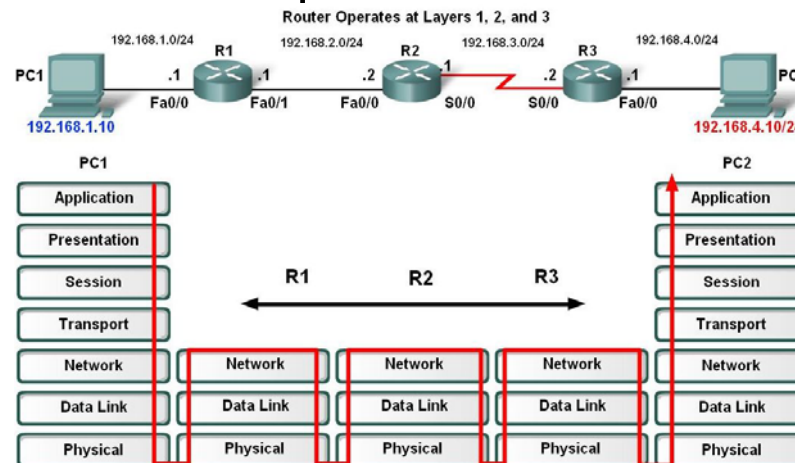 Router Operates at Layers 1, 2, and 3
192.168.1.0/24 192.168.2.0/24 192.168.3.0/24 192.168.4.0/24
R1 R2 R3
PC1 .1 .1 .2 .1 .2 .1 PC
Fa0/0 Fa0/1 Fa0/0 S0/0 S0/0 Fa0/0
192.168.1.10 192.168.4.10/24
PC1 PC2
Application Application
Presentation Presentation
Session R1 R2 R3 Session
Transport Transport
Network Network Network Network Network
Data Link Data Link Data Link Data Link Data Link
Physical Physical Physical Physical Physical